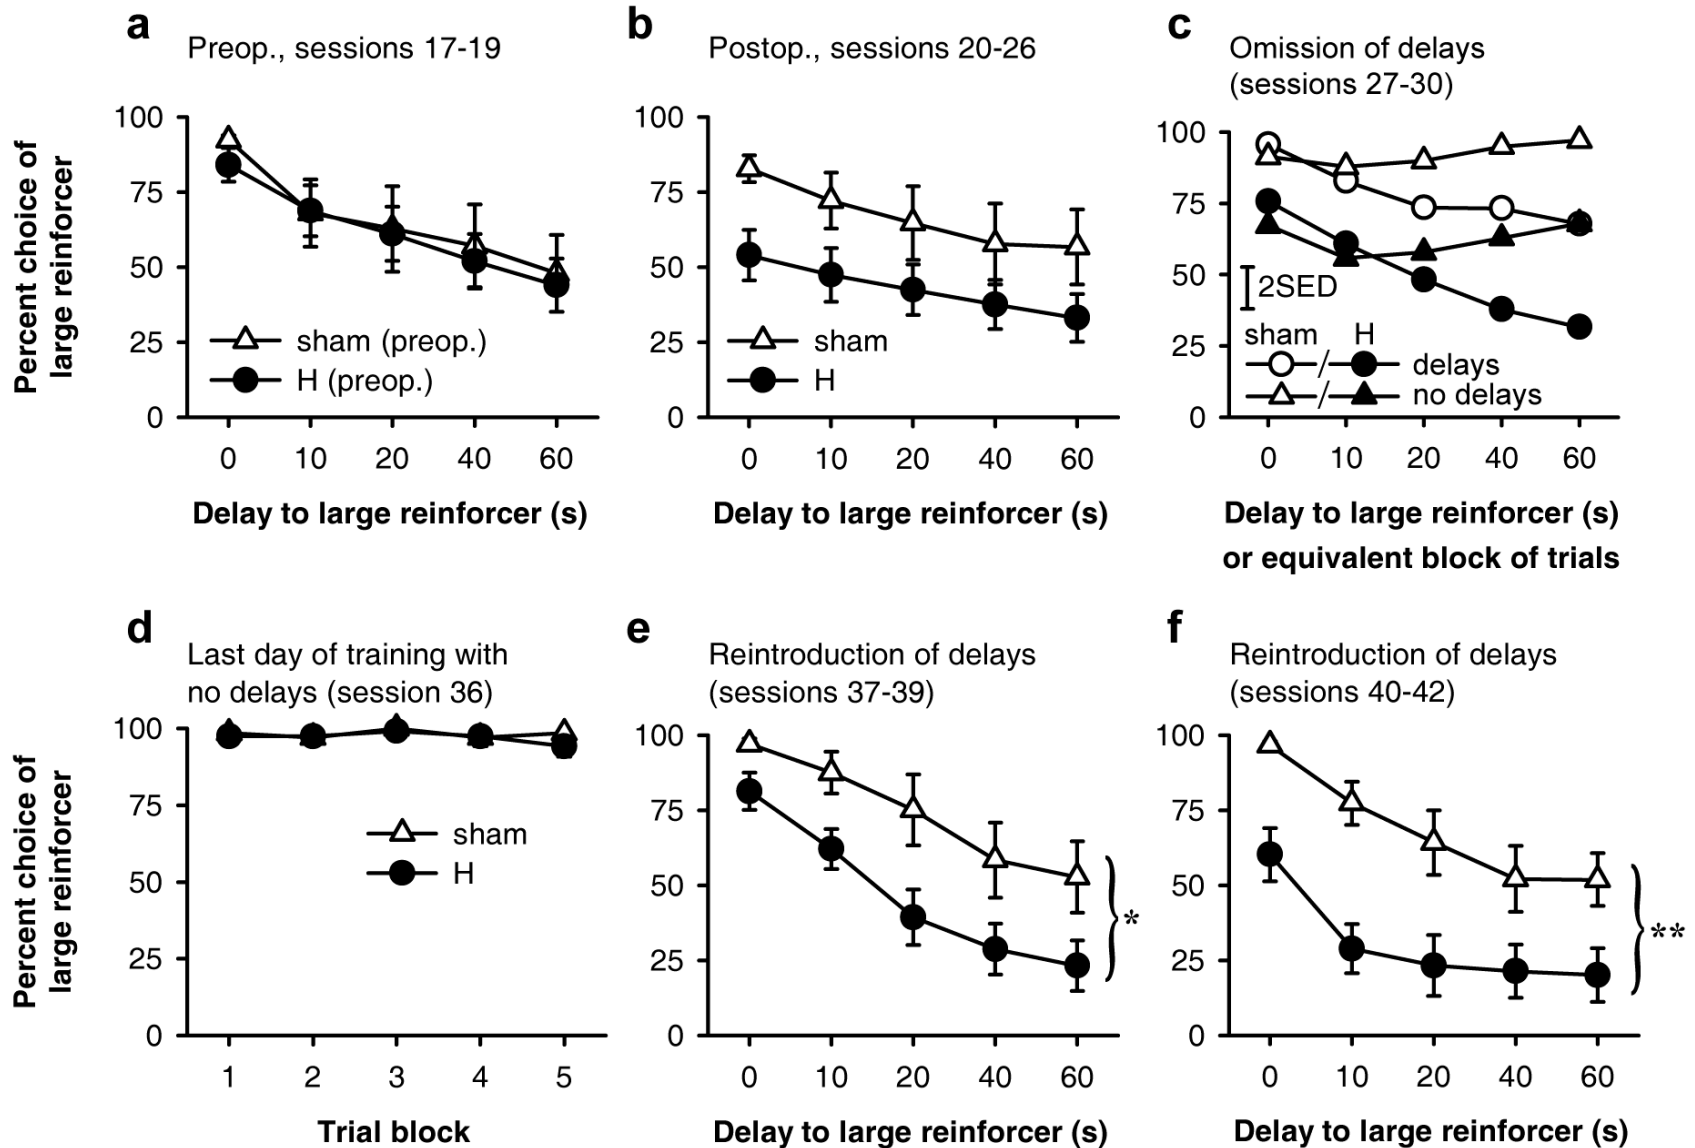 a
Preop., sessions 17-19
Percent choice of
large reinforcer
100
75
50
25
0
sham (preop.)
H (preop.)
0 10 20 40 60
Delay to large reinforcer (s)
b
Postop., sessions 20-26
100
75
50
25
0
sham
H
0 10 20 40 60
Delay to large reinforcer (s)
c
Omission of delays
(sessions 27-30)
100
75
50
25
0
2SED
sham H
/ delays
/ no delays
0 10 20 40 60
Delay to large reinforcer (s)
or equivalent block of trials
d
Last day of training with
no delays (session 36)
Percent choice of
large reinforcer
100
75
50
25
0
sham
H
1 2 3 4 5
Trial block
e
Reintroduction of delays
(sessions 37-39)
100
75
50
25
0
*
0 10 20 40 60
Delay to large reinforcer (s)
f
Reintroduction of delays
(sessions 40-42)
100
75
50
25
0
**
0 10 20 40 60
Delay to large reinforcer (s)